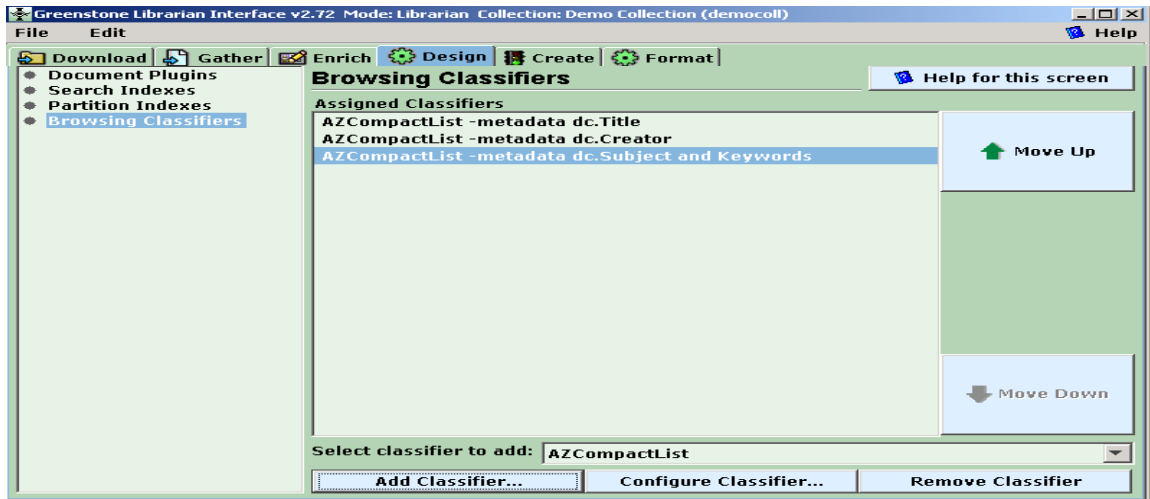 Greenstone Librarian Interface v2.72 Mode: Librarian Collection: Demo Collection (democoll)
File Edit Help
Download Gather Enrich Design Create Format
Document Plugins
Search Indexes
Partition Indexes
Browsing Classifiers
Browsing Classifiers
Help for this screen
Assigned Classifiers
AZCompactList -metadata dc.Title
AZCompactList -metadata dc.Creator
AZCompactList -metadata dc.Subject and Keywords
Move Up
Move Down
Select classifier to add: AZCompactList
Add Classifier... Configure Classifier... Remove Classifier